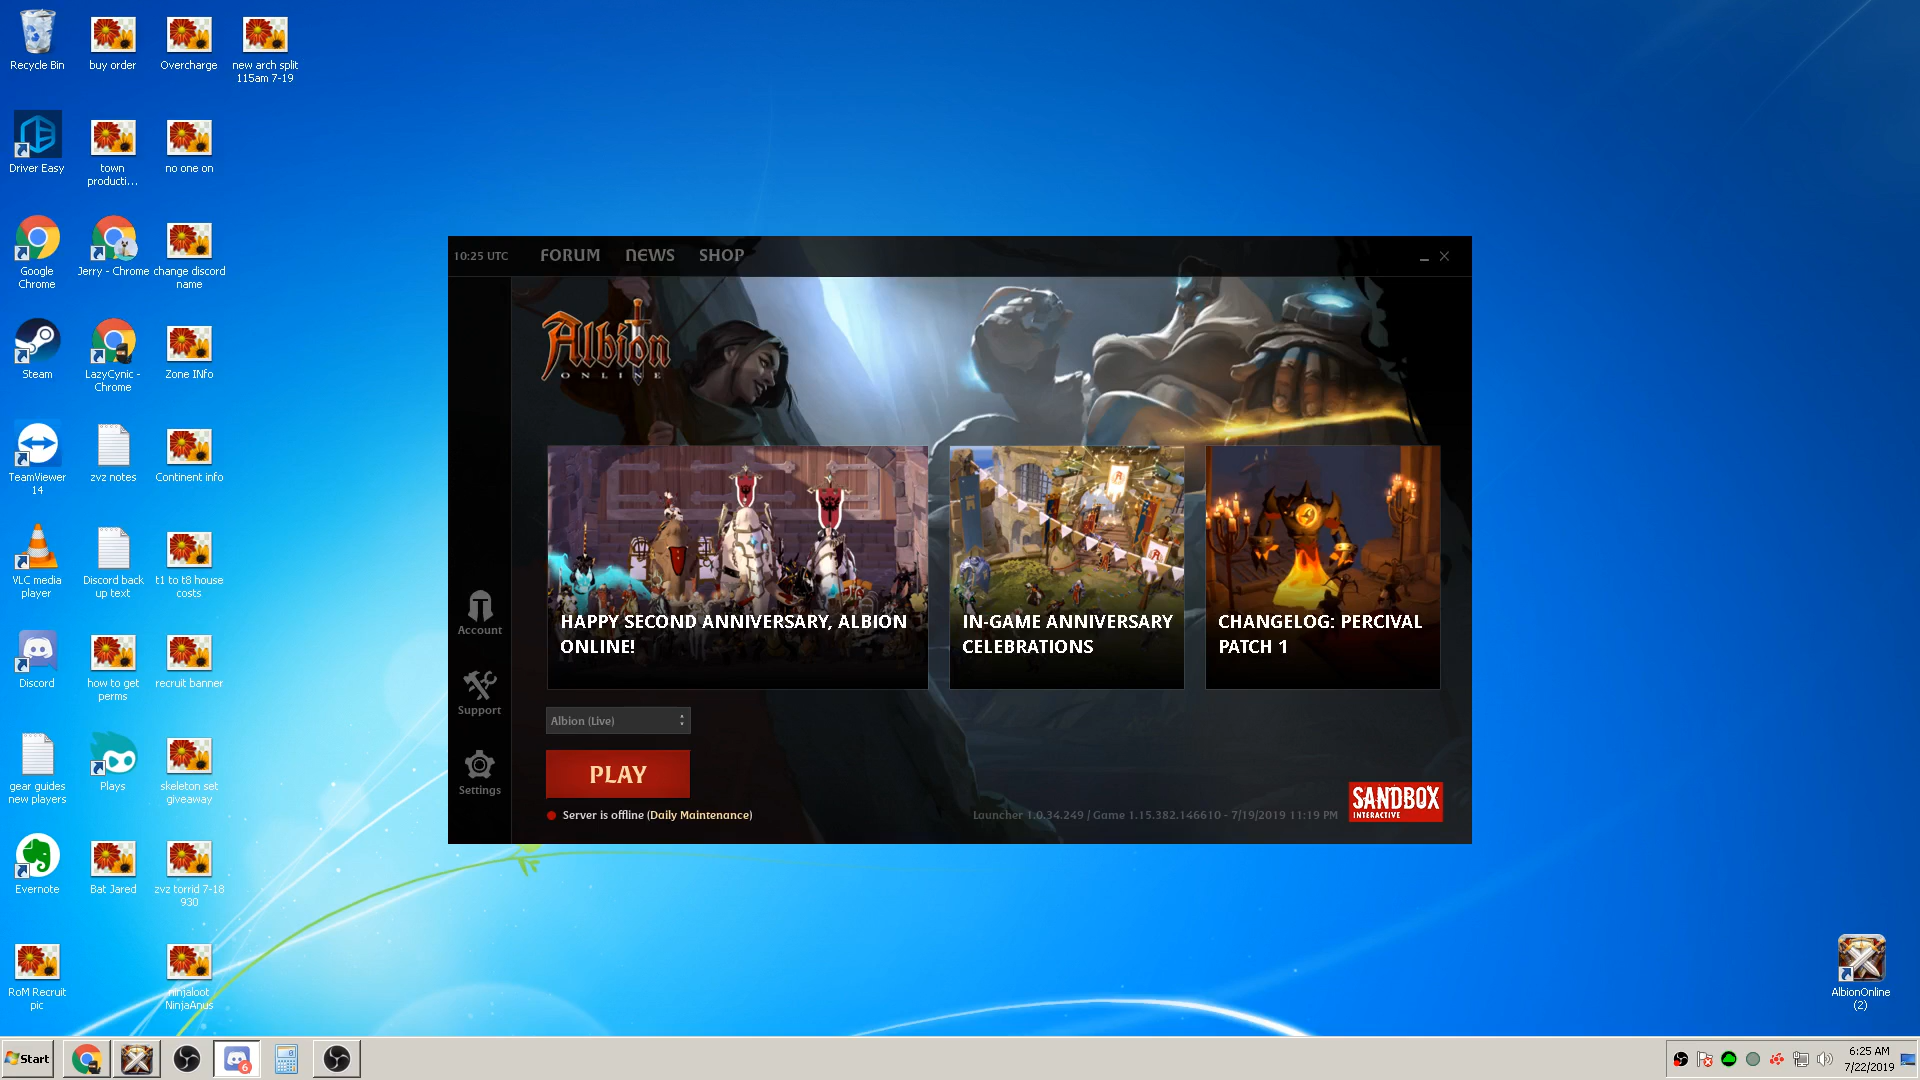 Recycle Bin
buy order
Overcharge
new arch split
115am 7-19
Driver Easy
town
producti...
no one on
Google
Chrome
Jerry - Chrome
change discord
name
Steam
LazyCynic -
Chrome
Zone INfo
TeamViewer
14
zvz notes
Continent info
VLC media
player
Discord back
up text
t1 to t8 house
costs
Discord
how to get
perms
recruit banner
gear guides
new players
Plays
skeleton set
giveaway
Evernote
Bat Jared
zvz torrid 7-18
930
RoM Recruit
pic
ninjaloot
NinjaAnus
10:25 UTC
FORUM
NEWS
SHOP
Albion
ONLINE
HAPPY SECOND ANNIVERSARY, ALBION
ONLINE!
IN-GAME ANNIVERSARY
CELEBRATIONS
CHANGELOG: PERCIVAL
PATCH 1
Account
Support
Settings
Albion (Live)
PLAY
Server is offline (Daily Maintenance)
Launcher 1.0.34.249 / Game 1.15.382.146610 - 7/19/2019 11:19 PM
SANDBOX
INTERACTIVE
AlbionOnline
(2)
Start
6
6:25 AM
7/22/2019